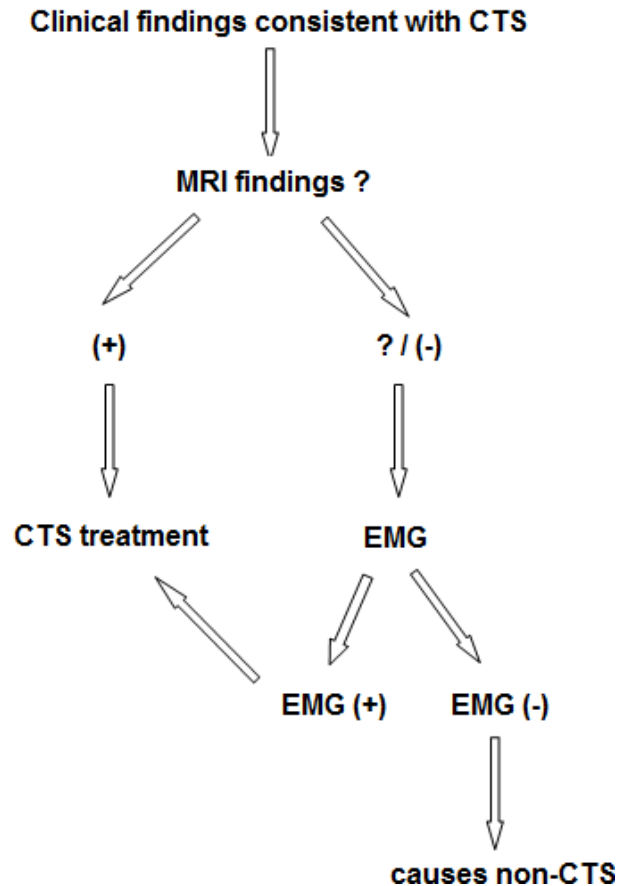 Clinical findings consistent with CTS
MRI findings ?
(+)
? / (-)
CTS treatment
EMG
EMG (+)
EMG (-)
causes non-CTS